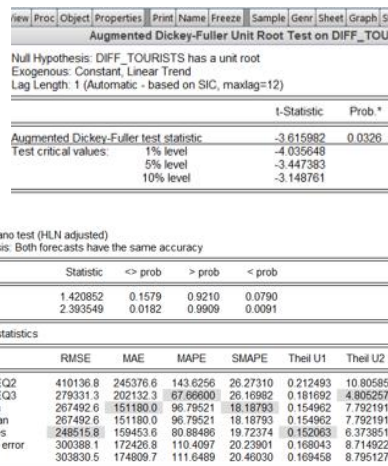 View Proc Object Properties Print Name Freeze Sample Genr Sheet Graph S
Augmented Dickey-Fuller Unit Root Test on DIFF_TOU
Null Hypothesis: DIFF_TOURISTS has a unit root
Exogenous: Constant, Linear Trend
Lag Length: 1 (Automatic - based on SIC, maxlag=12)
t-Statistic Prob.*
Augmented Dickey-Fuller test statistic -3.615982 0.0326
Test critical values: 1% level -4.035648
5% level -3.447383
10% level -3.148761
ano test (HLN adjusted)
sis: Both forecasts have the same accuracy
Statistic <> prob > prob < prob
1.420852 0.1579 0.9210 0.0790
2.393549 0.0182 0.9909 0.0091
statistics
RMSE MAE MAPE SMAPE Theil U1 Theil U2
EQ2 410136.8 245376.6 143.6256 26.27310 0.212493 10.80585
EQ3 279331.3 202132.3 67.66600 26.16982 0.181692 4.805257
267492.6 151180.0 96.79521 18.18793 0.154962 7.792191
an 267492.6 151180.0 96.79521 18.18793 0.154962 7.792191
es 248515.8 159453.6 80.88486 19.72374 0.152063 6.373851
error 300388.1 172426.8 110.4097 20.23901 0.168043 8.714922
303830.5 174809.7 111.6489 20.46030 0.169458 8.795122